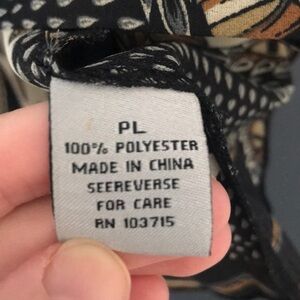 PL
100% POLYESTER
MADE IN CHINA
SEEREVERSE
FOR CARE
RN 103715